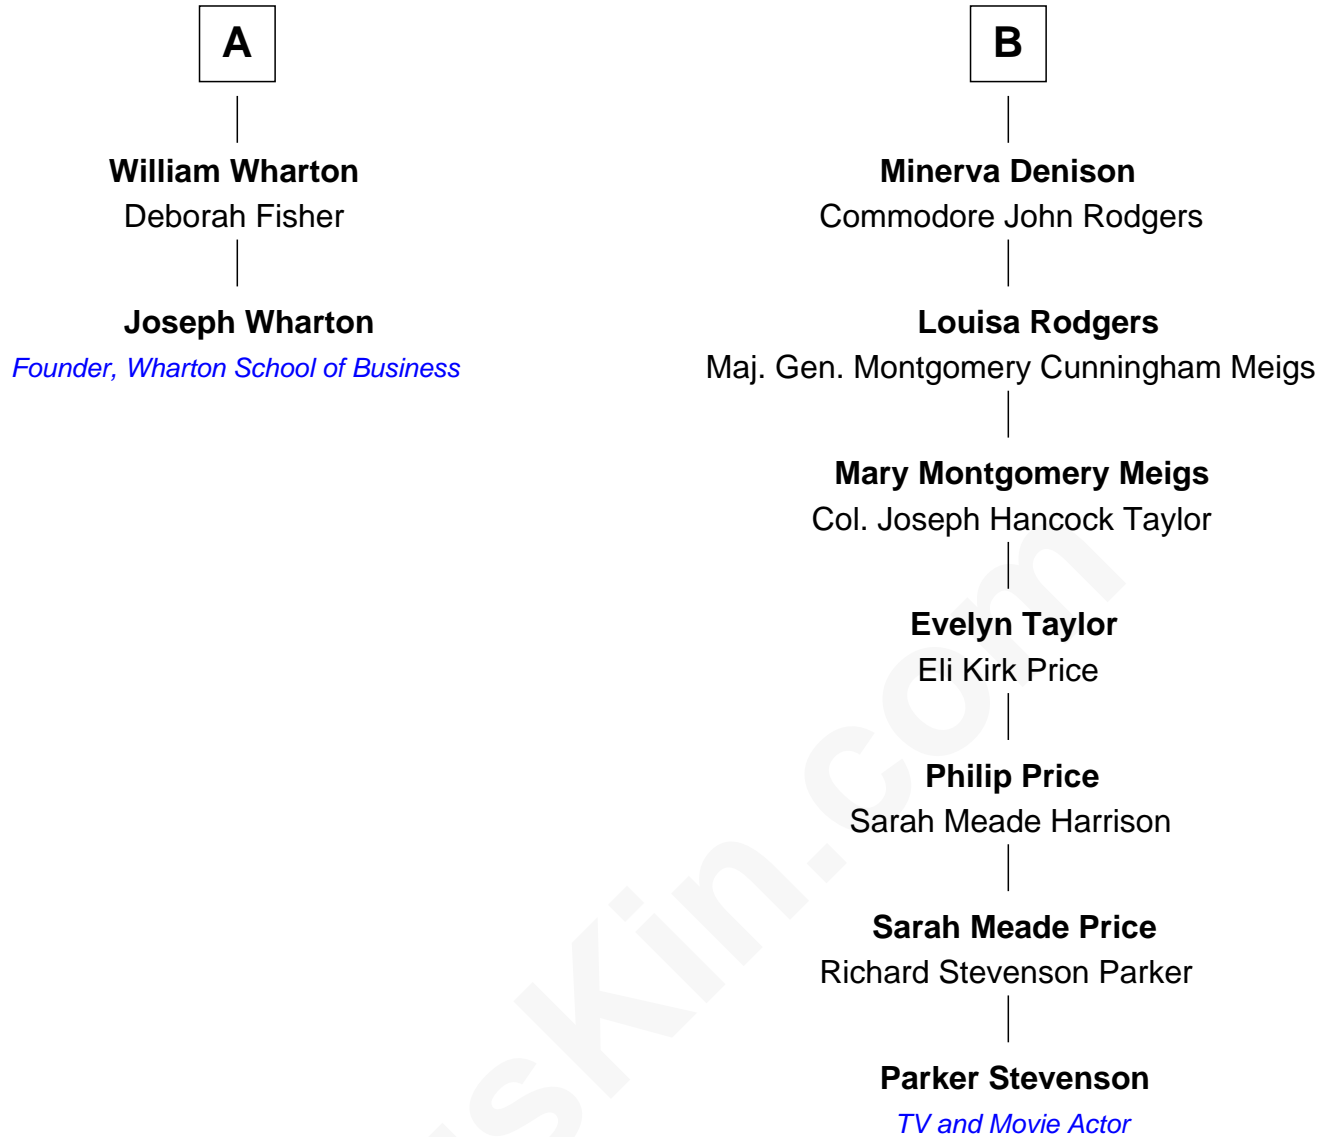 A
William Wharton
Deborah Fisher
Joseph Wharton
Founder, Wharton School of Business
B
Minerva Denison
Commodore John Rodgers
Louisa Rodgers
Maj. Gen. Montgomery Cunningham Meigs
Mary Montgomery Meigs
Col. Joseph Hancock Taylor
Evelyn Taylor
Eli Kirk Price
Philip Price
Sarah Meade Harrison
Sarah Meade Price
Richard Stevenson Parker
Parker Stevenson
TV and Movie Actor
sKin.com